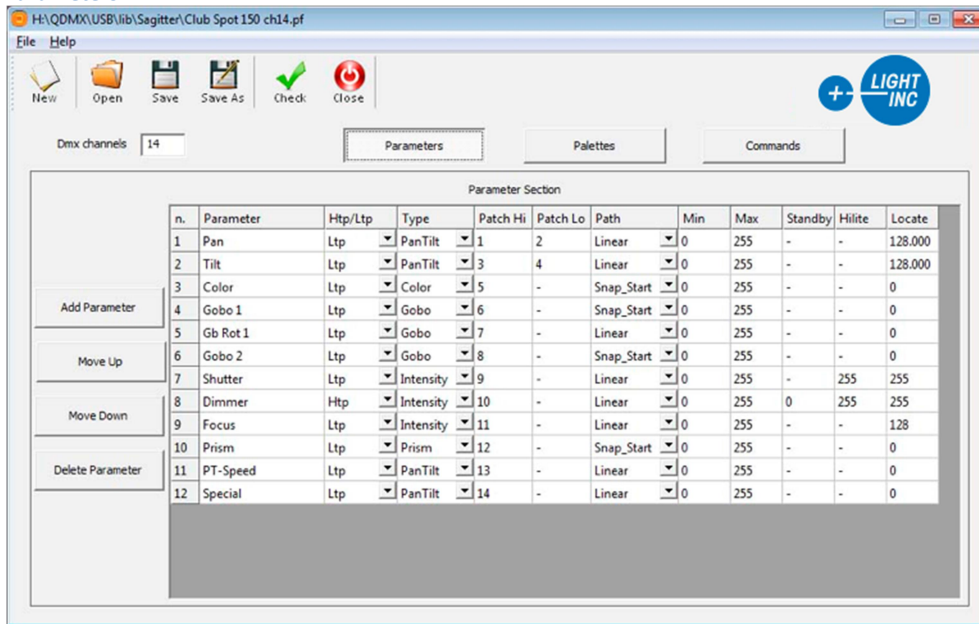 H:\QDMX\USB\lib\Sagitter\Club Spot 150 ch14.pf
File Help
New Open Save Save As Check Close
+- LIGHT INC
Dmx channels 14 Parameters Palettes Commands
Parameter Section
n. Parameter Htp/Ltp Type Patch Hi Patch Lo Path Min Max Standby Hilite Locate
1 Pan Ltp PanTilt 1 2 Linear 0 255 - - 128.000
2 Tilt Ltp PanTilt 3 4 Linear 0 255 - - 128.000
3 Color Ltp Color 5 - Snap_Start 0 255 - - 0
4 Gobo 1 Ltp Gobo 6 - Snap_Start 0 255 - - 0
5 Gb Rot 1 Ltp Gobo 7 - Linear 0 255 - - 0
6 Gobo 2 Ltp Gobo 8 - Snap_Start 0 255 - - 0
7 Shutter Ltp Intensity 9 - Linear 0 255 - 255 255
8 Dimmer Htp Intensity 10 - Linear 0 255 0 255 255
9 Focus Ltp Intensity 11 - Linear 0 255 - - 128
10 Prism Ltp Prism 12 - Snap_Start 0 255 - - 0
11 PT-Speed Ltp PanTilt 13 - Linear 0 255 - - 0
12 Special Ltp PanTilt 14 - Linear 0 255 - - 0
Add Parameter
Move Up
Move Down
Delete Parameter